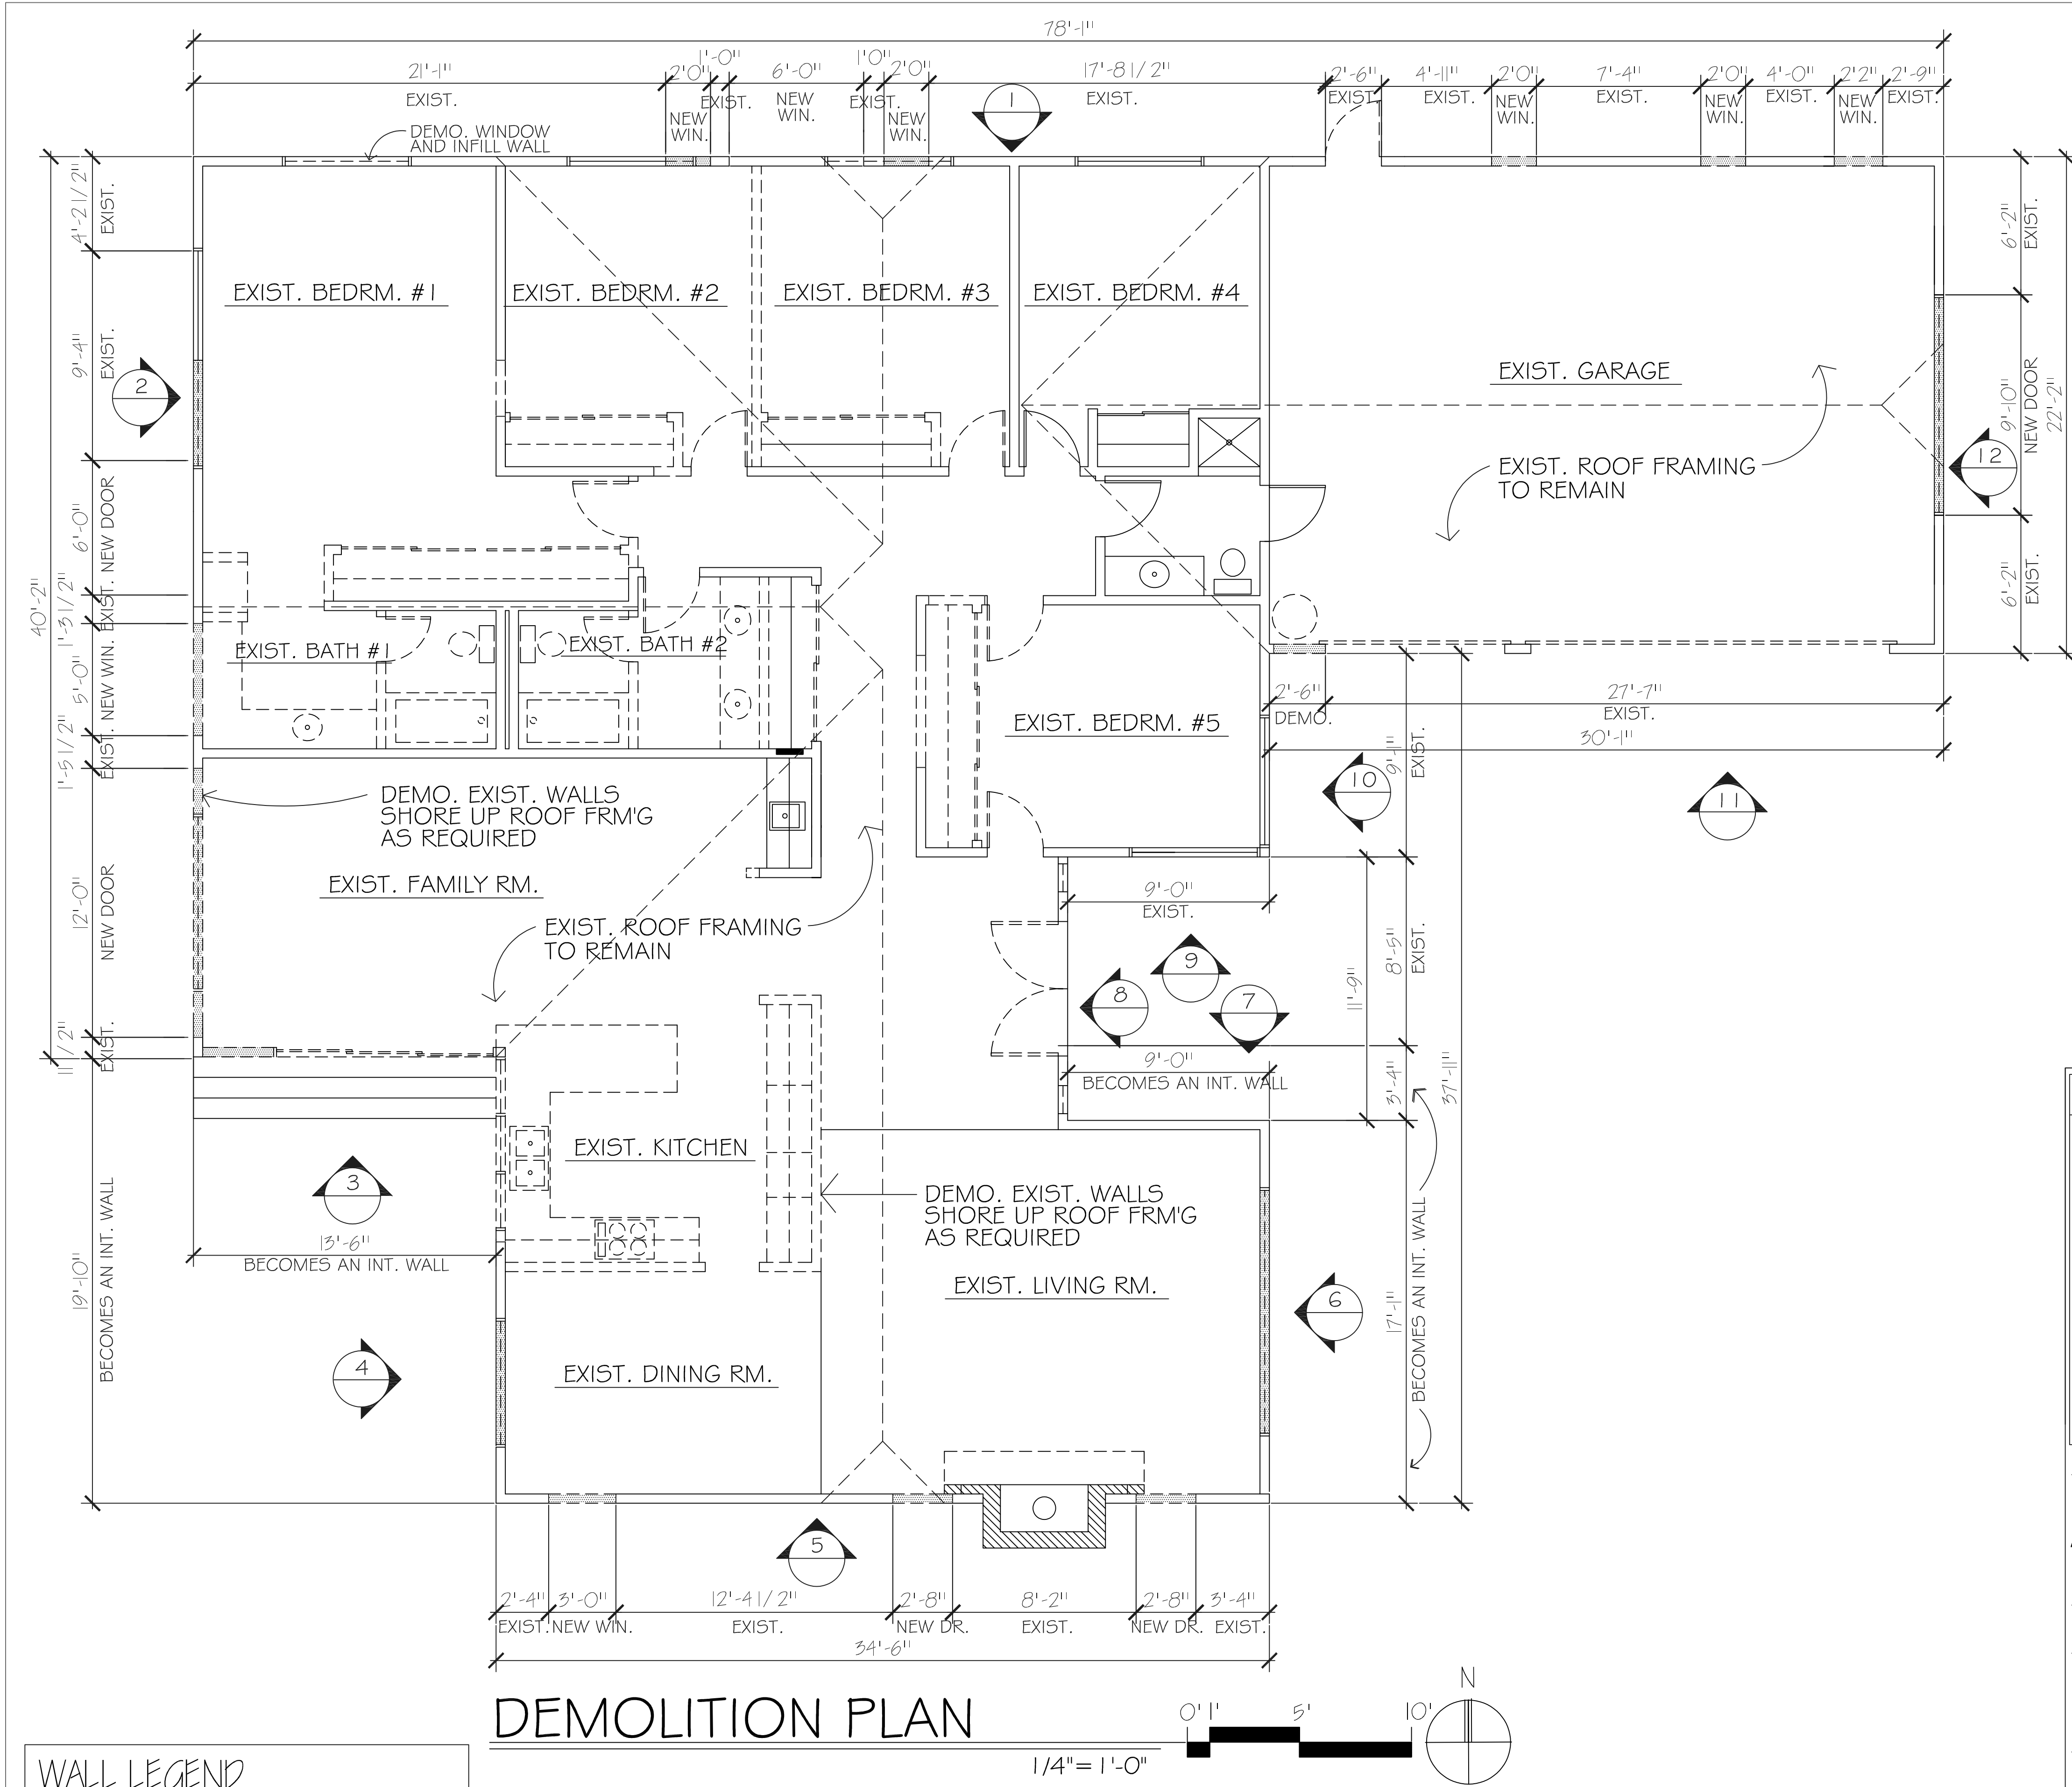 78'-1"
21'-1"
EXIST.
2'0"
NEW
WIN.
1'-0"
EXIST.
6'-0"
NEW
WIN.
1'0"
EXIST.
2'0"
NEW
WIN.
17'-8 1/2"
EXIST.
2'-6"
EXIST.
4'-11"
EXIST.
2'0"
NEW
WIN.
7'-4"
EXIST.
2'0"
NEW
WIN.
4'-0"
EXIST.
2'2"
NEW
WIN.
2'-9"
EXIST.
1
DEMO. WINDOW
AND INFILL WALL
40'-2"
4'-2 1/2"
EXIST.
9'-4"
EXIST.
6'-0"
NEW DOOR
1'-3 1/2"
EXIST.
5'-0"
NEW WIN.
1'-5 1/2"
EXIST.
12'-0"
NEW DOOR
11 1/2"
EXIST.
19'-10"
BECOMES AN INT. WALL
2
EXIST. BEDRM. #1
EXIST. BEDRM. #2
EXIST. BEDRM. #3
EXIST. BEDRM. #4
EXIST. GARAGE
EXIST. ROOF FRAMING
TO REMAIN
6'-2"
EXIST.
9'-10"
NEW DOOR
22'-2"
6'-2"
EXIST.
12
EXIST. BATH #1
EXIST. BATH #2
EXIST. BEDRM. #5
2'-6"
DEMO.
27'-7"
EXIST.
30'-1"
9'-1"
EXIST.
10
11
DEMO. EXIST. WALLS
SHORE UP ROOF FRM'G
AS REQUIRED
EXIST. FAMILY RM.
EXIST. ROOF FRAMING
TO REMAIN
9'-0"
EXIST.
8
9
7
11'-9"
8'-5"
EXIST.
9'-0"
BECOMES AN INT. WALL
3'-4"
37'-11"
EXIST. KITCHEN
3
13'-6"
BECOMES AN INT. WALL
DEMO. EXIST. WALLS
SHORE UP ROOF FRM'G
AS REQUIRED
EXIST. LIVING RM.
6
17'-1"
BECOMES AN INT. WALL
4
EXIST. DINING RM.
5
2'-4"
EXIST.
3'-0"
NEW WIN.
12'-4 1/2"
EXIST.
2'-8"
NEW DR.
8'-2"
EXIST.
2'-8"
NEW DR.
3'-4"
EXIST.
34'-6"
DEMOLITION PLAN
1/4"= 1'-0"
0' 1' 5' 10'
N
WALL LEGEND